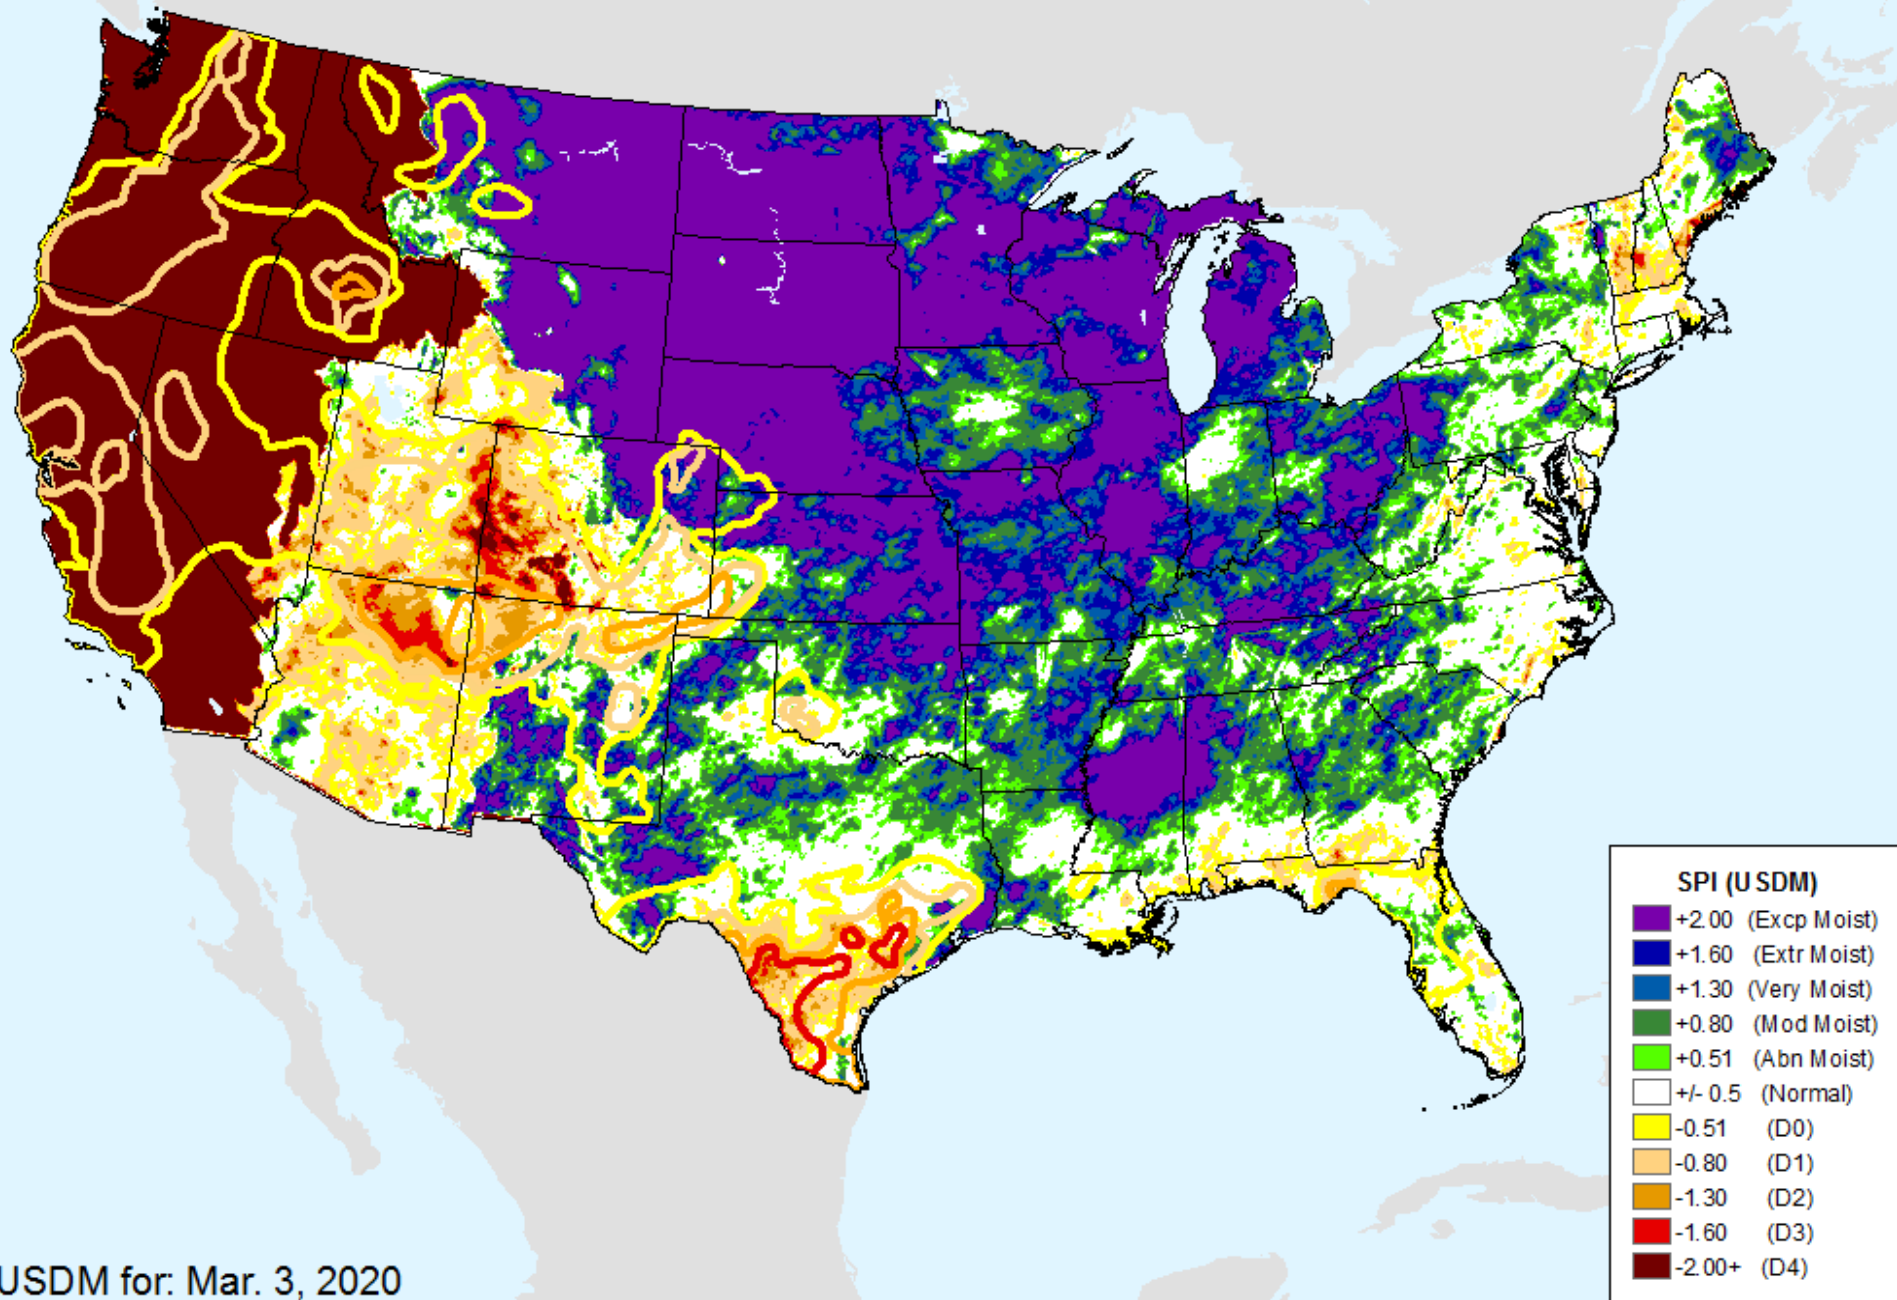 SPI (USDM)
+2.00 (Excp Moist)
+1.60 (Extr Moist)
+1.30 (Very Moist)
+0.80 (Mod Moist)
+0.51 (Abn Moist)
+/- 0.5 (Normal)
-0.51 (D0)
-0.80 (D1)
-1.30 (D2)
-1.60 (D3)
-2.00+ (D4)
USDM for: Mar. 3, 2020